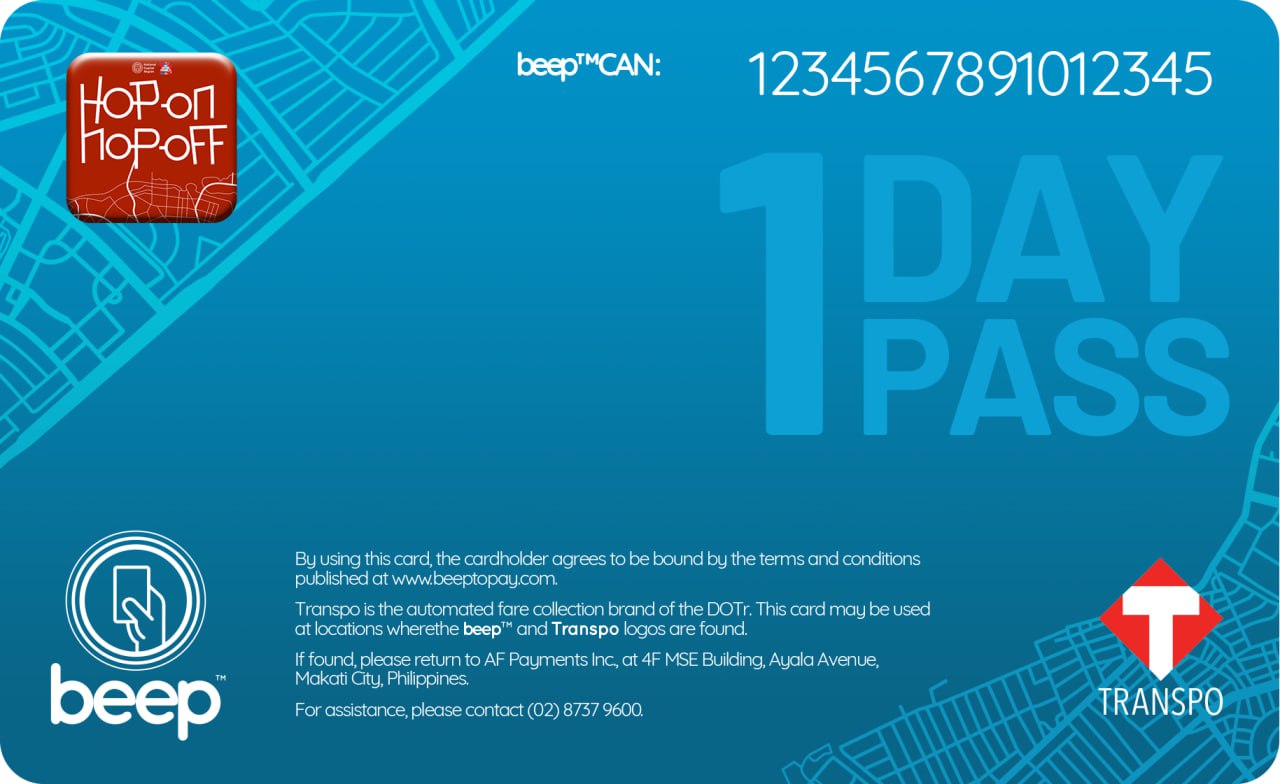 National
Capital
Region
HOP-On
HOP-OFF
beep™CAN:
1234567891012345
1 DAY
PASS
By using this card, the cardholder agrees to be bound by the terms and conditions
published at www.beeptopay.com.
Transpo is the automated fare collection brand of the DOTr. This card may be used
at locations wherethe beep™ and Transpo logos are found.
If found, please return to AF Payments Inc., at 4F MSE Building, Ayala Avenue,
Makati City, Philippines.
For assistance, please contact (02) 8737 9600.
beep™
T
TRANSPO